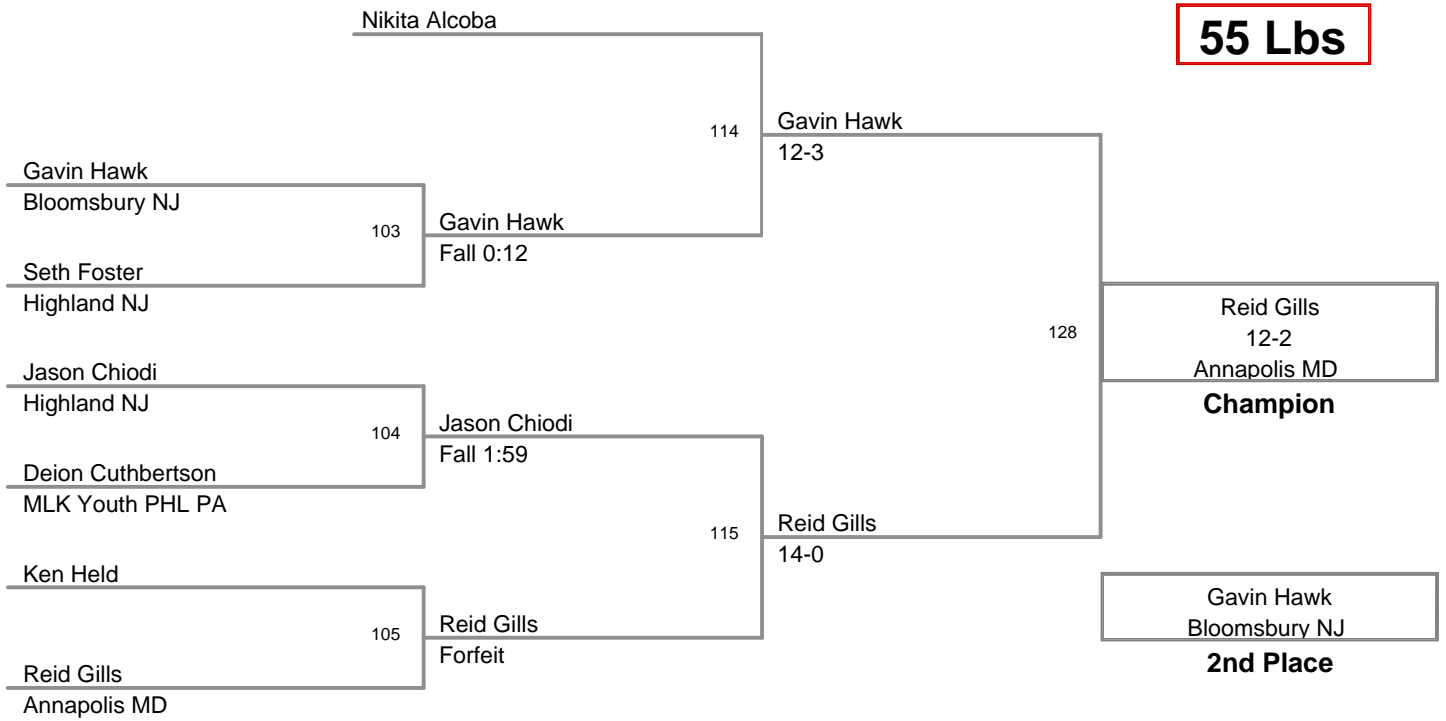 Nikita Alcoba
55 Lbs
114
Gavin Hawk
12-3
Gavin Hawk
Bloomsbury NJ
103
Gavin Hawk
Fall 0:12
Seth Foster
Highland NJ
128
Reid Gills
12-2
Annapolis MD
Champion
Jason Chiodi
Highland NJ
104
Jason Chiodi
Fall 1:59
Deion Cuthbertson
MLK Youth PHL PA
115
Reid Gills
14-0
Ken Held
105
Reid Gills
Forfeit
Reid Gills
Annapolis MD
Gavin Hawk
Bloomsbury NJ
2nd Place